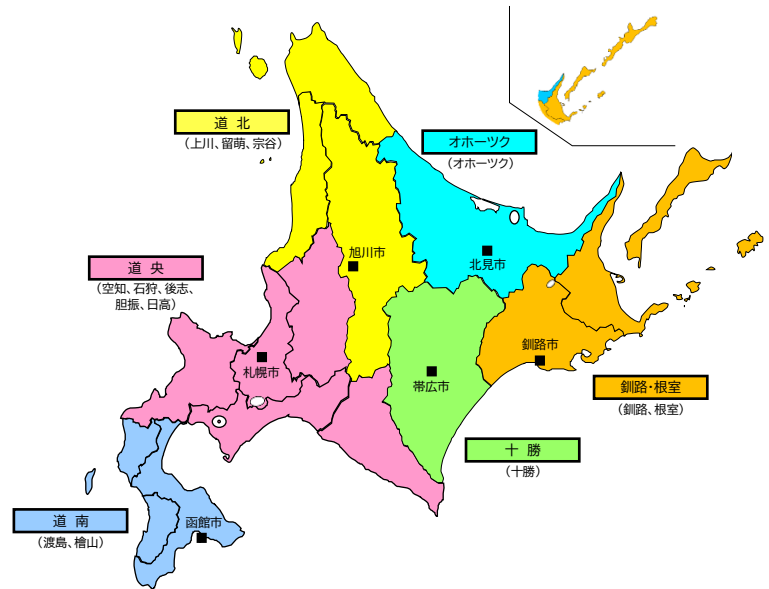 道 北
(上川、留萌、宗谷)
オホーツク
(オホーツク)
旭川市
北見市
道 央
(空知、石狩、後志、
胆振、日高)
札幌市
帯広市
釧路市
釧路・根室
(釧路、根室)
十 勝
(十勝)
道 南
(渡島、檜山)
函館市